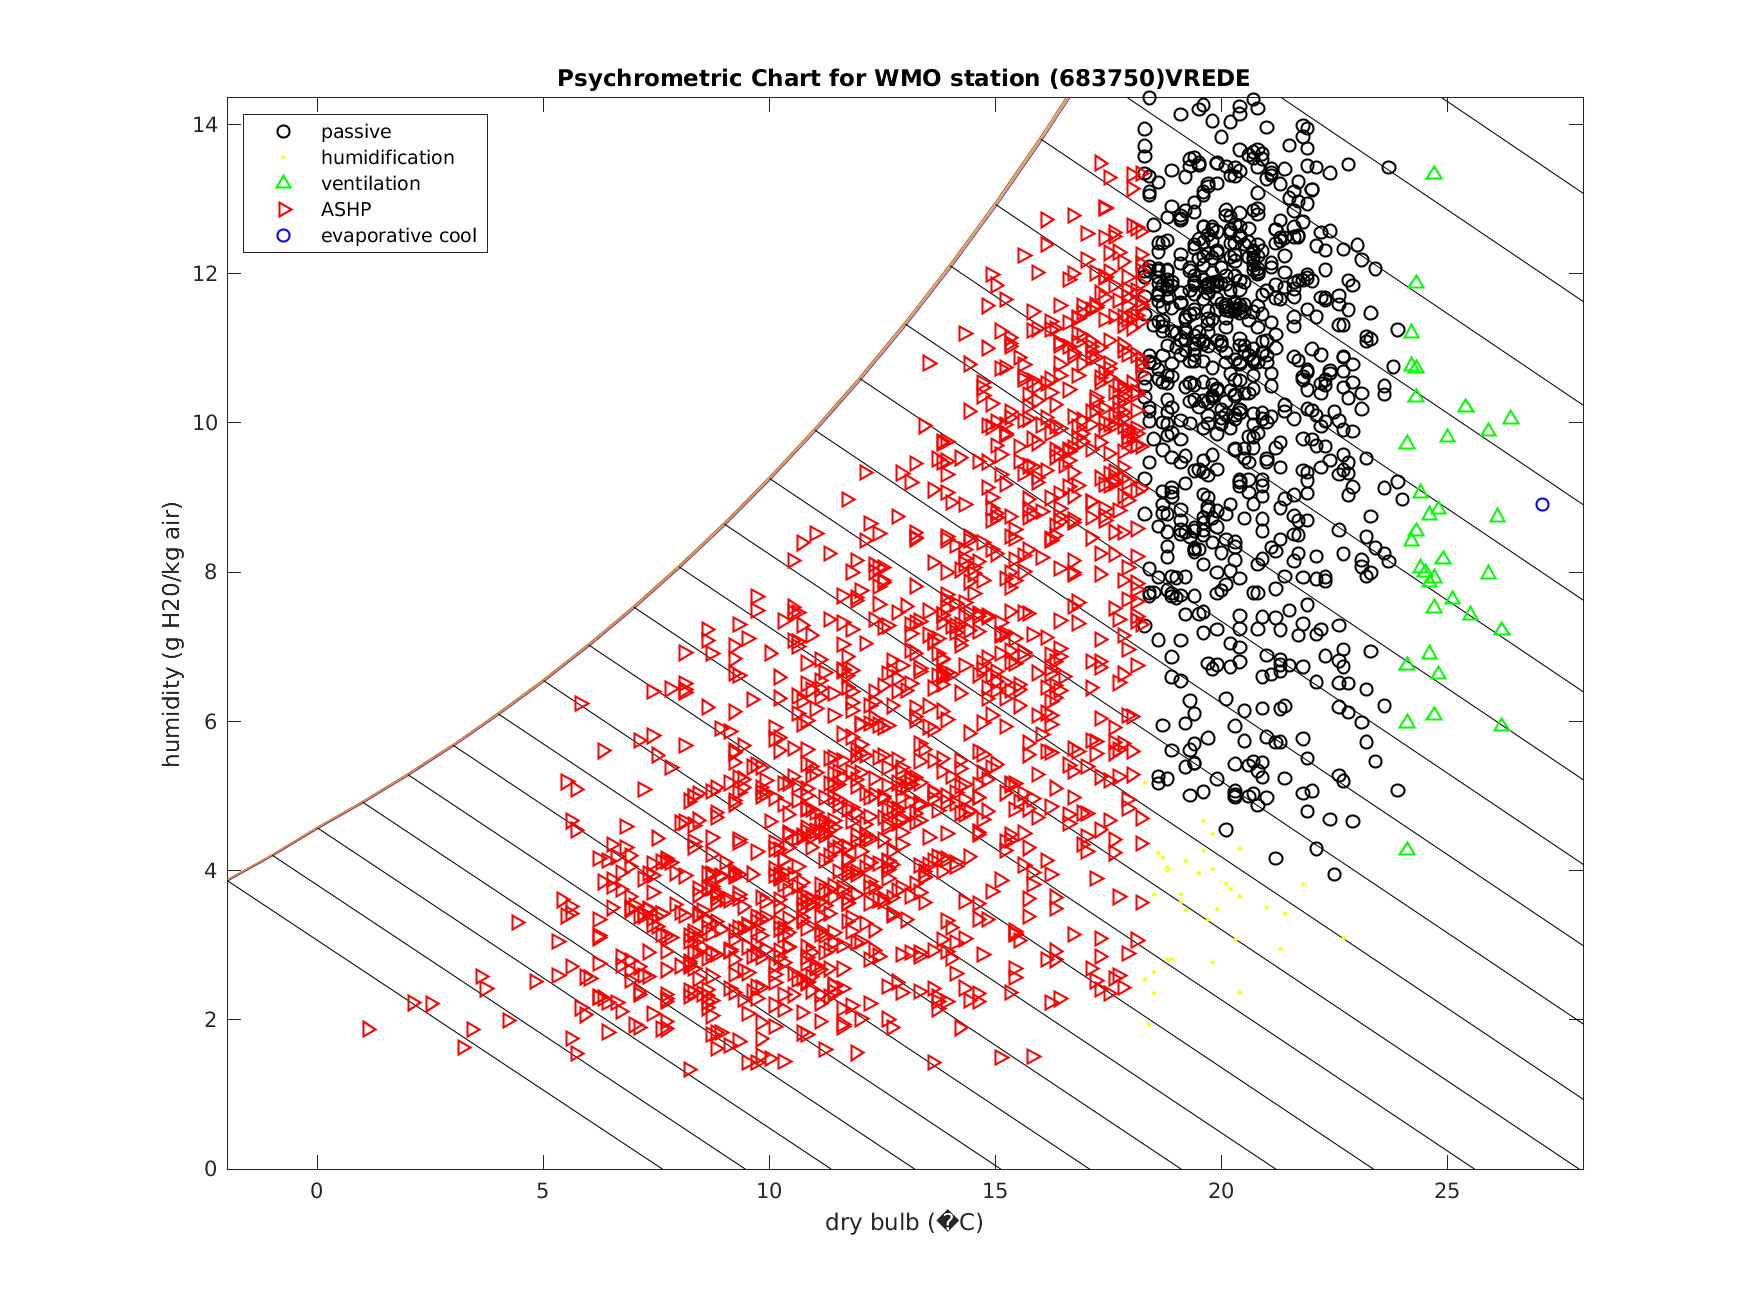 Psychrometric Chart for WMO station (683750)VREDE
passive
humidification
ventilation
ASHP
evaporative cool
14
12
10
8
6
4
2
0
humidity (g H20/kg air)
0 5 10 15 20 25
dry bulb (�C)